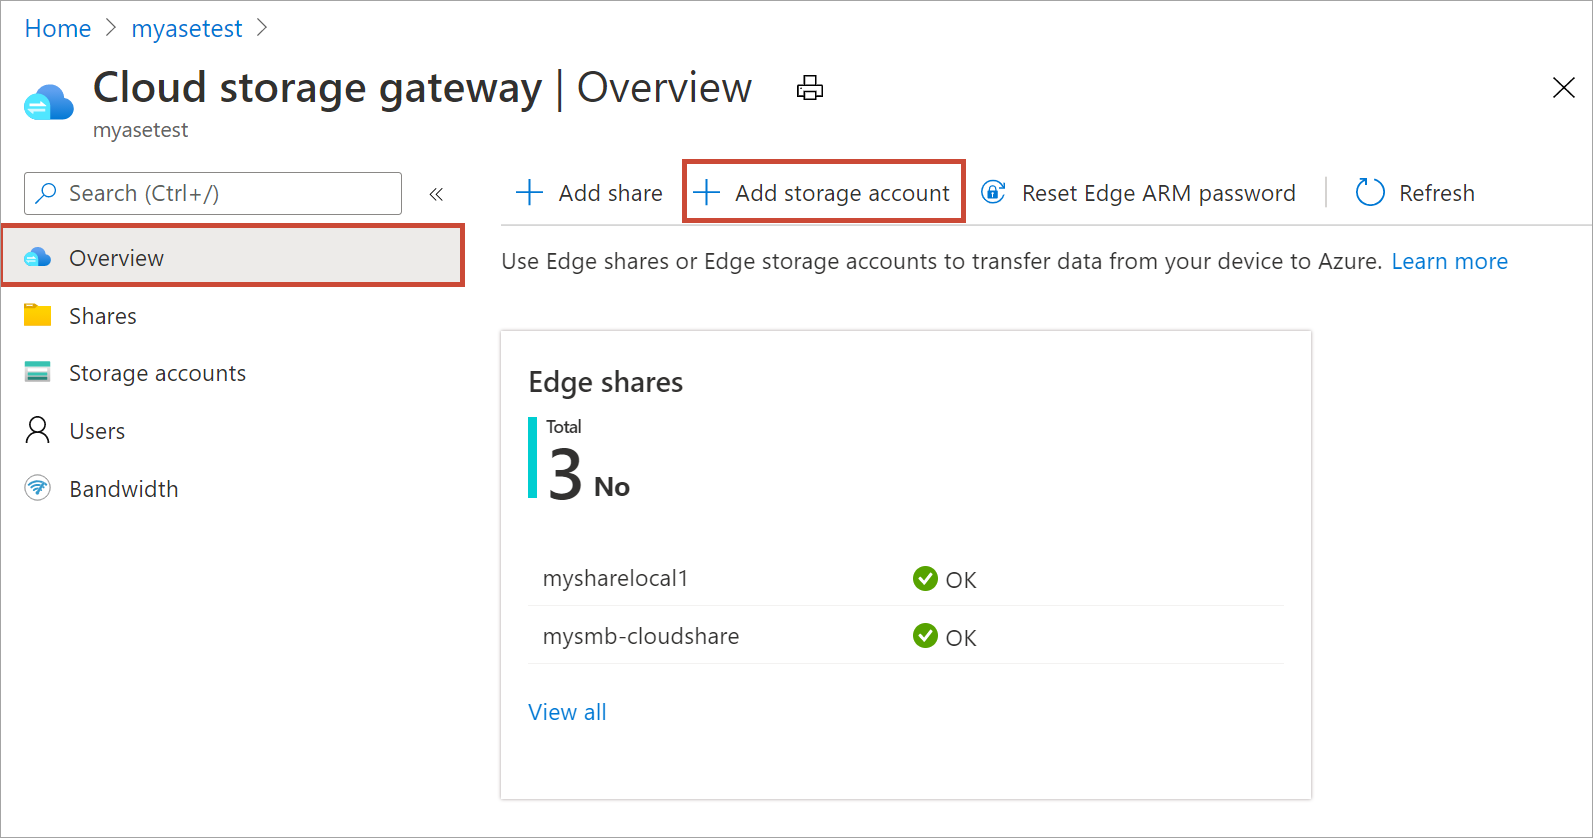 Home > myasetest >
Cloud storage gateway | Overview
myasetest
Search (Ctrl+/)
«
Overview
Shares
Storage accounts
Users
Bandwidth
+ Add share
+ Add storage account
Reset Edge ARM password
Refresh
Use Edge shares or Edge storage accounts to transfer data from your device to Azure. Learn more
Edge shares
Total
3 No
mysharelocal1 OK
mysmb-cloudshare OK
View all